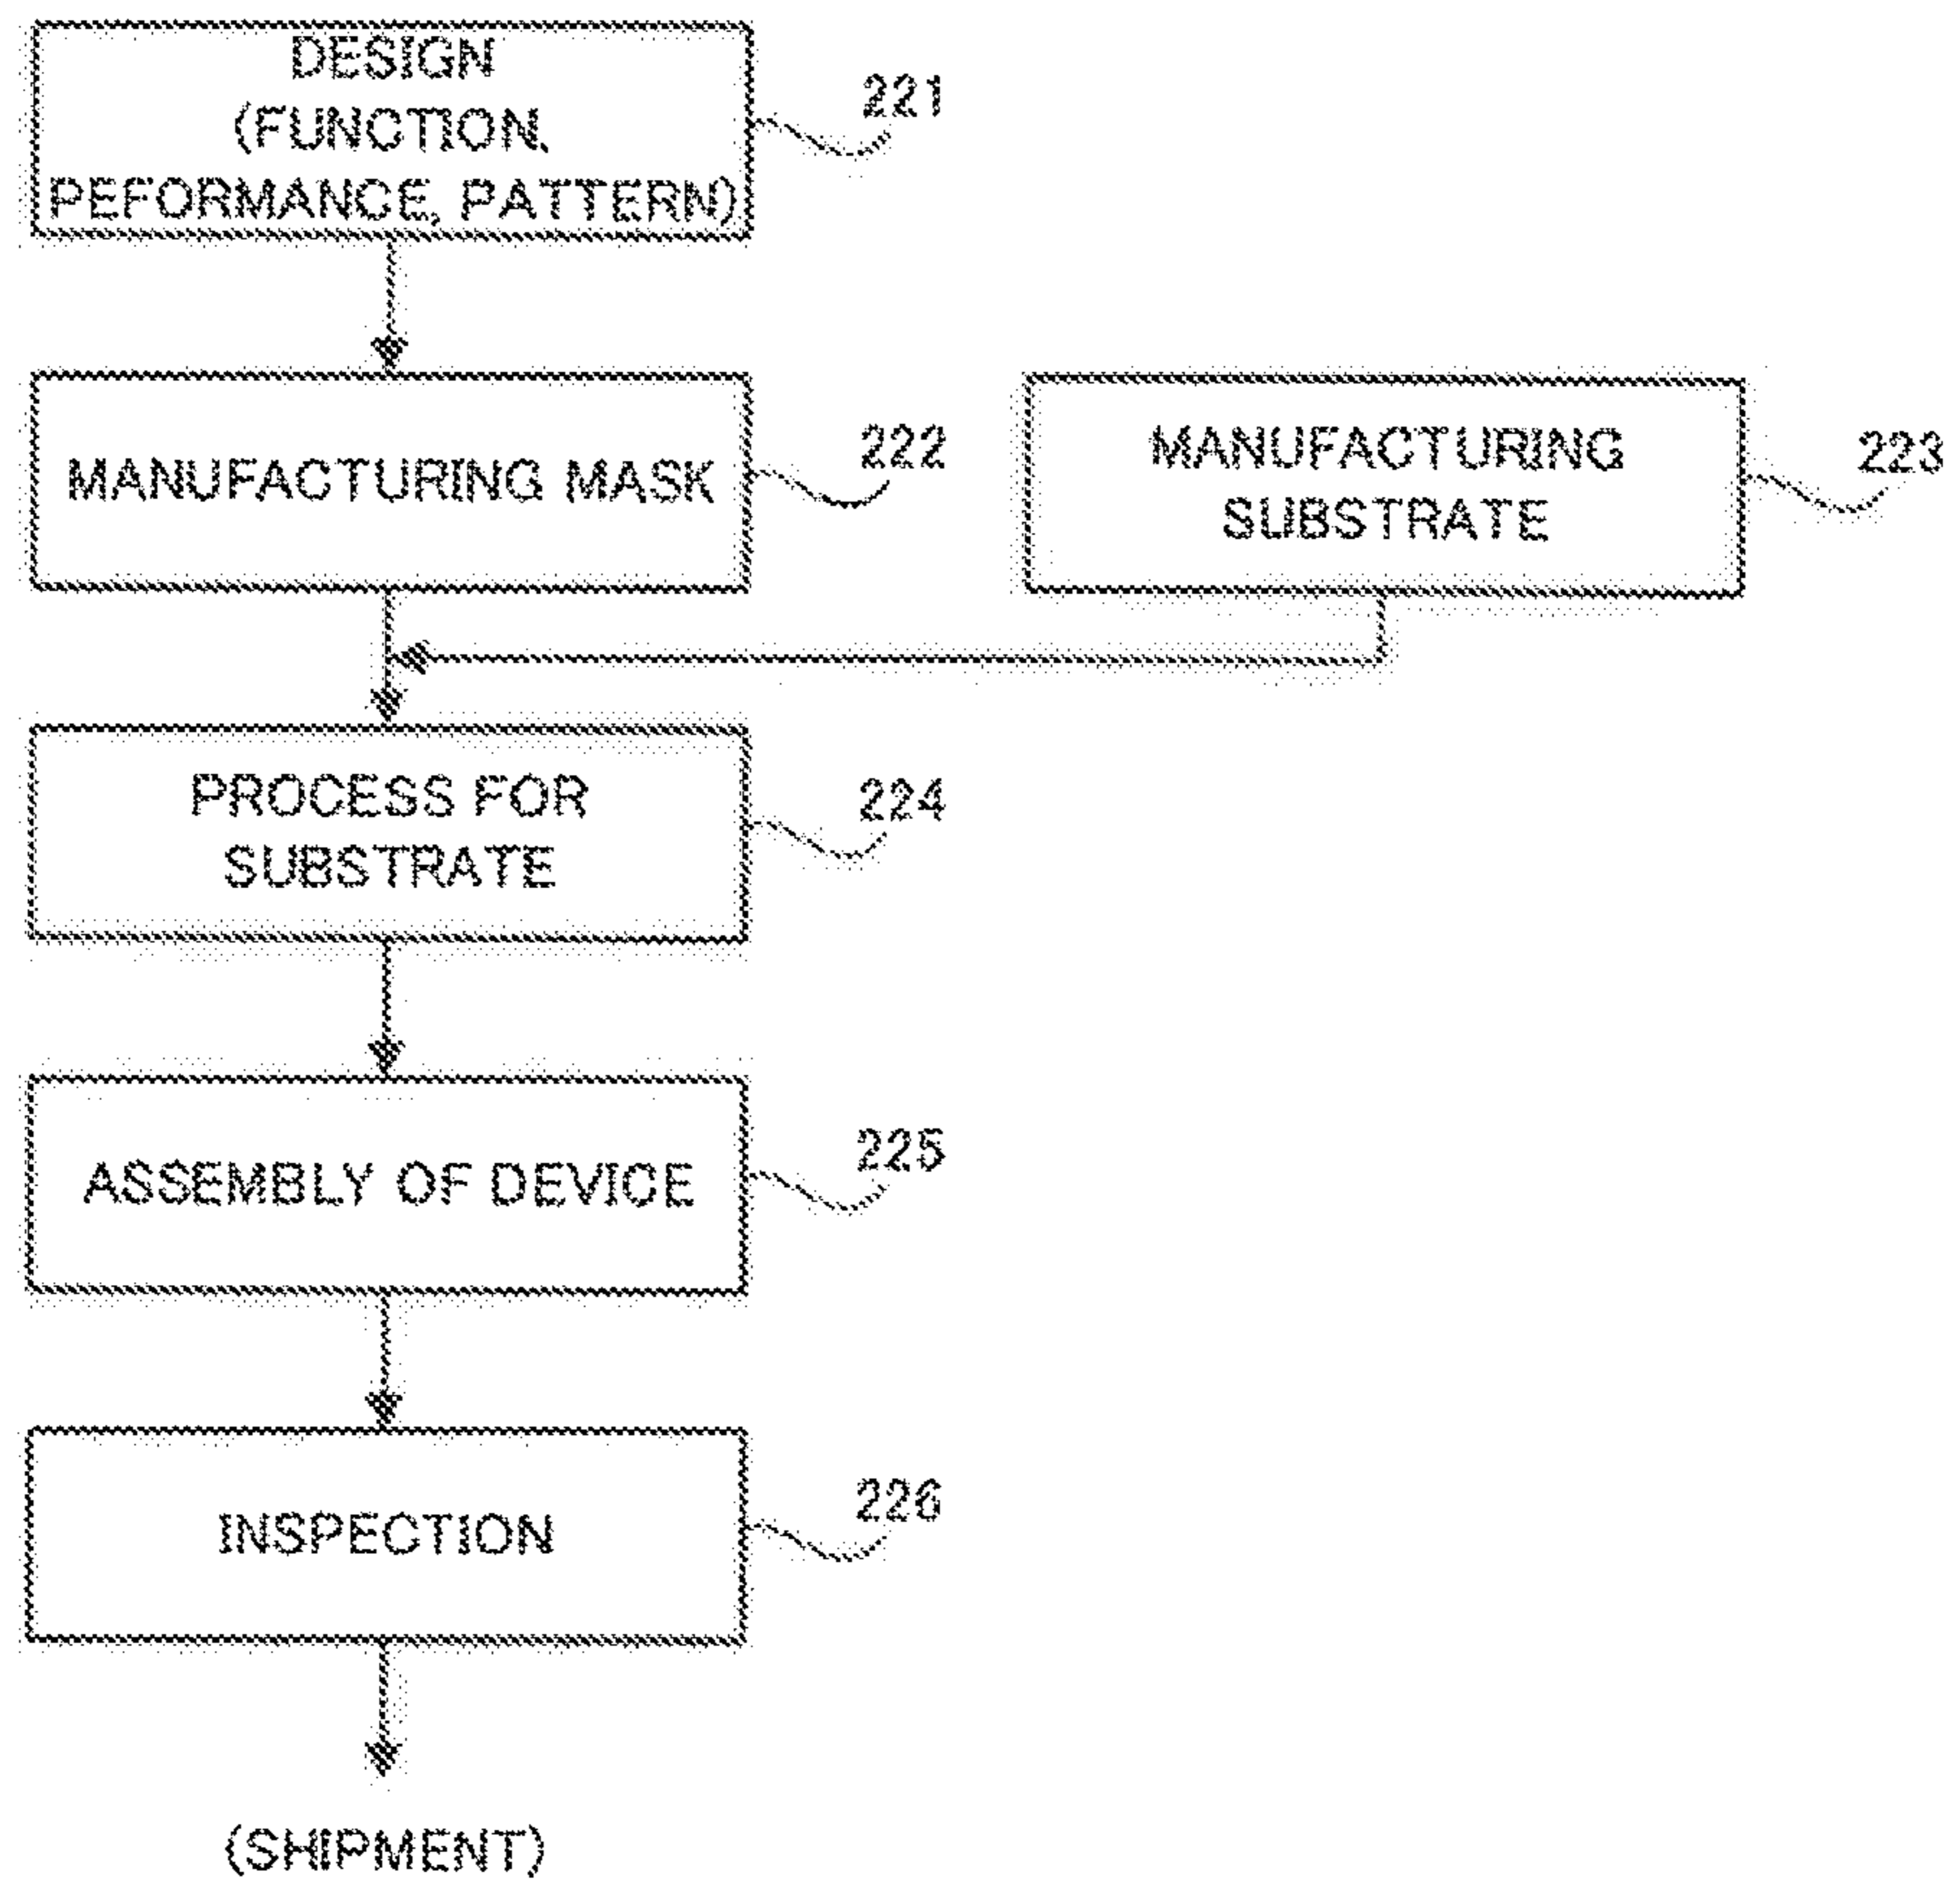 DESIGN
(FUNCTION,
PEFORMANCE, PATTERN)
221
MANUFACTURING MASK
222
MANUFACTURING
SUBSTRATE
223
PROCESS FOR
SUBSTRATE
224
ASSEMBLY OF DEVICE
225
INSPECTION
226
(SHIPMENT)